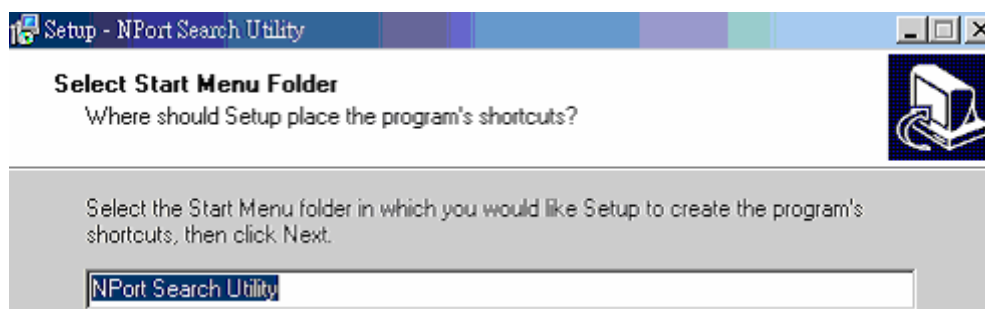 Setup - NPort Search Utility
Select Start Menu Folder
Where should Setup place the program's shortcuts?
Select the Start Menu folder in which you would like Setup to create the program's
shortcuts, then click Next.
NPort Search Utility